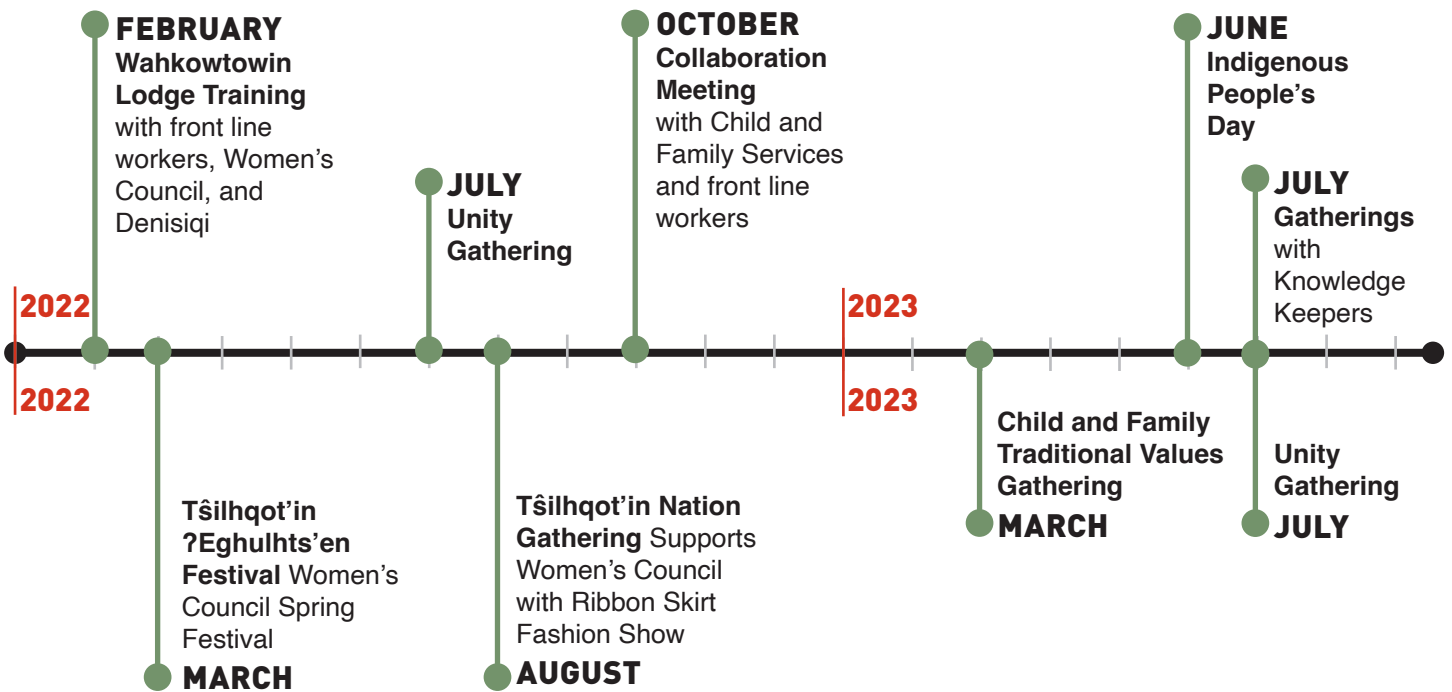 FEBRUARY
Wahkowtowin
Lodge Training
with front line
workers, Women's
Council, and
Denisiqi
JULY
Unity
Gathering
OCTOBER
Collaboration
Meeting
with Child and
Family Services
and front line
workers
JUNE
Indigenous
People's
Day
JULY
Gatherings
with
Knowledge
Keepers
2022
2023
2022
2023
Tŝilhqot'in
?Eghulhts'en
Festival Women's
Council Spring
Festival
MARCH
Tŝilhqot'in Nation
Gathering Supports
Women's Council
with Ribbon Skirt
Fashion Show
AUGUST
Child and Family
Traditional Values
Gathering
MARCH
Unity
Gathering
JULY